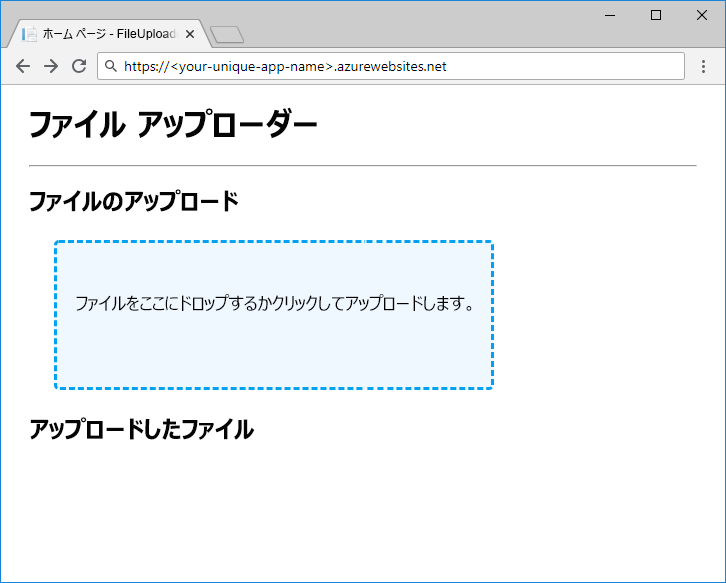 ホーム ページ - FileUpload
https://<your-unique-app-name>.azurewebsites.net
ファイル アップローダー
ファイルのアップロード
ファイルをここにドロップするかクリックしてアップロードします。
アップロードしたファイル